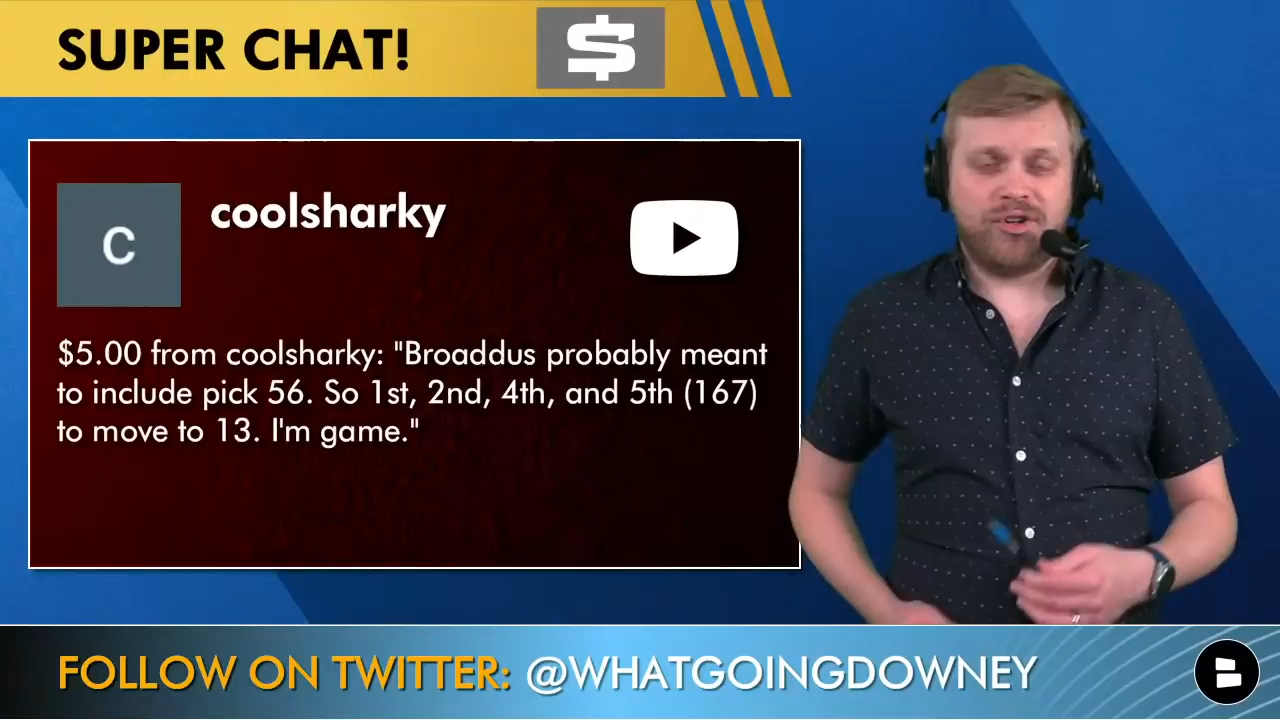 SUPER CHAT!
$
C
coolsharky
$5.00 from coolsharky: "Broaddus probably meant
to include pick 56. So 1st, 2nd, 4th, and 5th (167)
to move to 13. I'm game."
FOLLOW ON TWITTER: @WHATGOINGDOWNEY